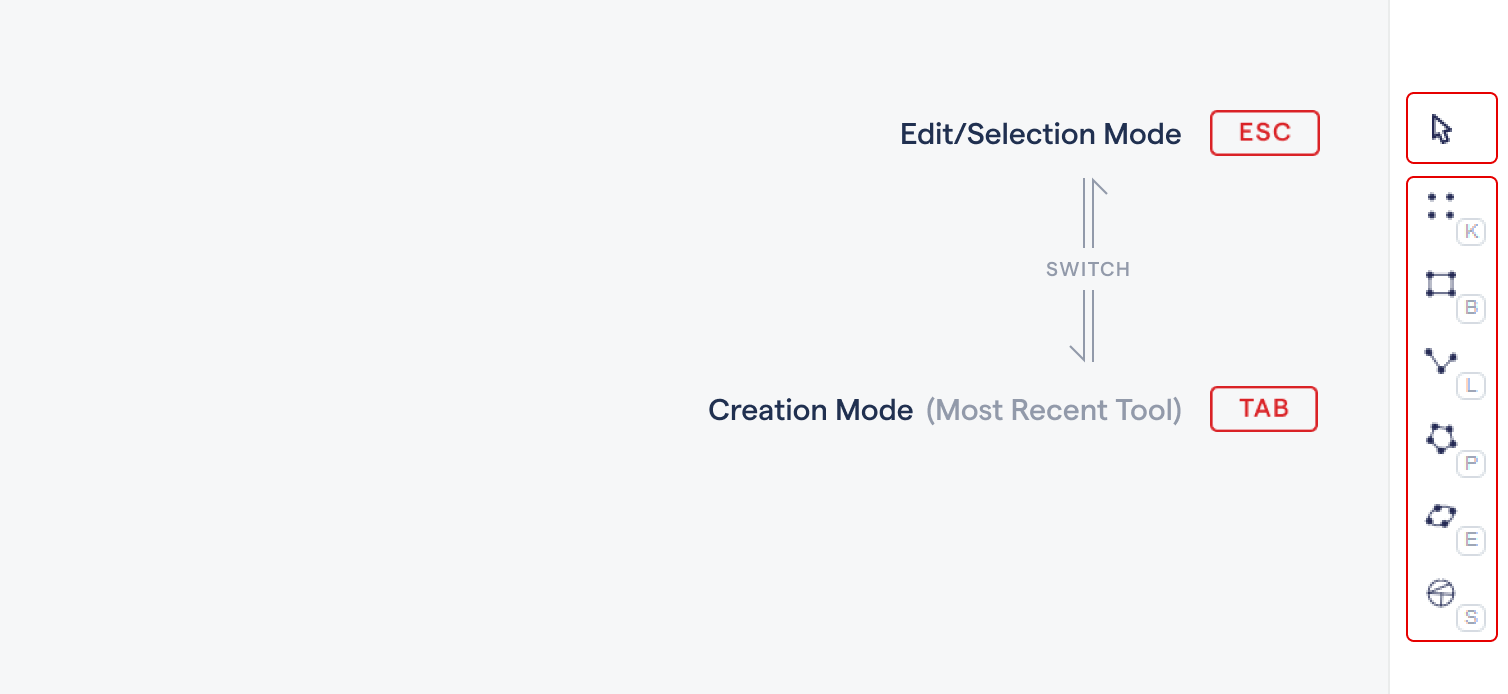 Edit/Selection Mode ESC
K
SWITCH
B
L
Creation Mode (Most Recent Tool) TAB
P
E
S